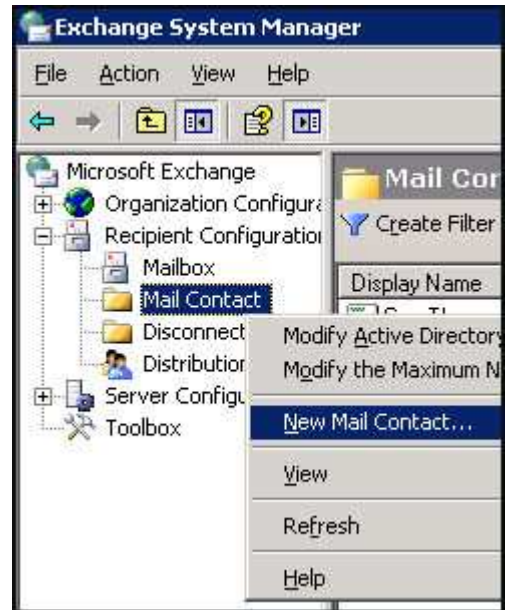 Exchange System Manager
File Action View Help
Microsoft Exchange
Organization Configura
Recipient Configuration
Mailbox
Mail Contact
Disconnect
Distribution
Server Configu
Toolbox
Mail Cor
Create Filter
Display Name
Modify Active Directory
Modify the Maximum N
New Mail Contact...
View
Refresh
Help